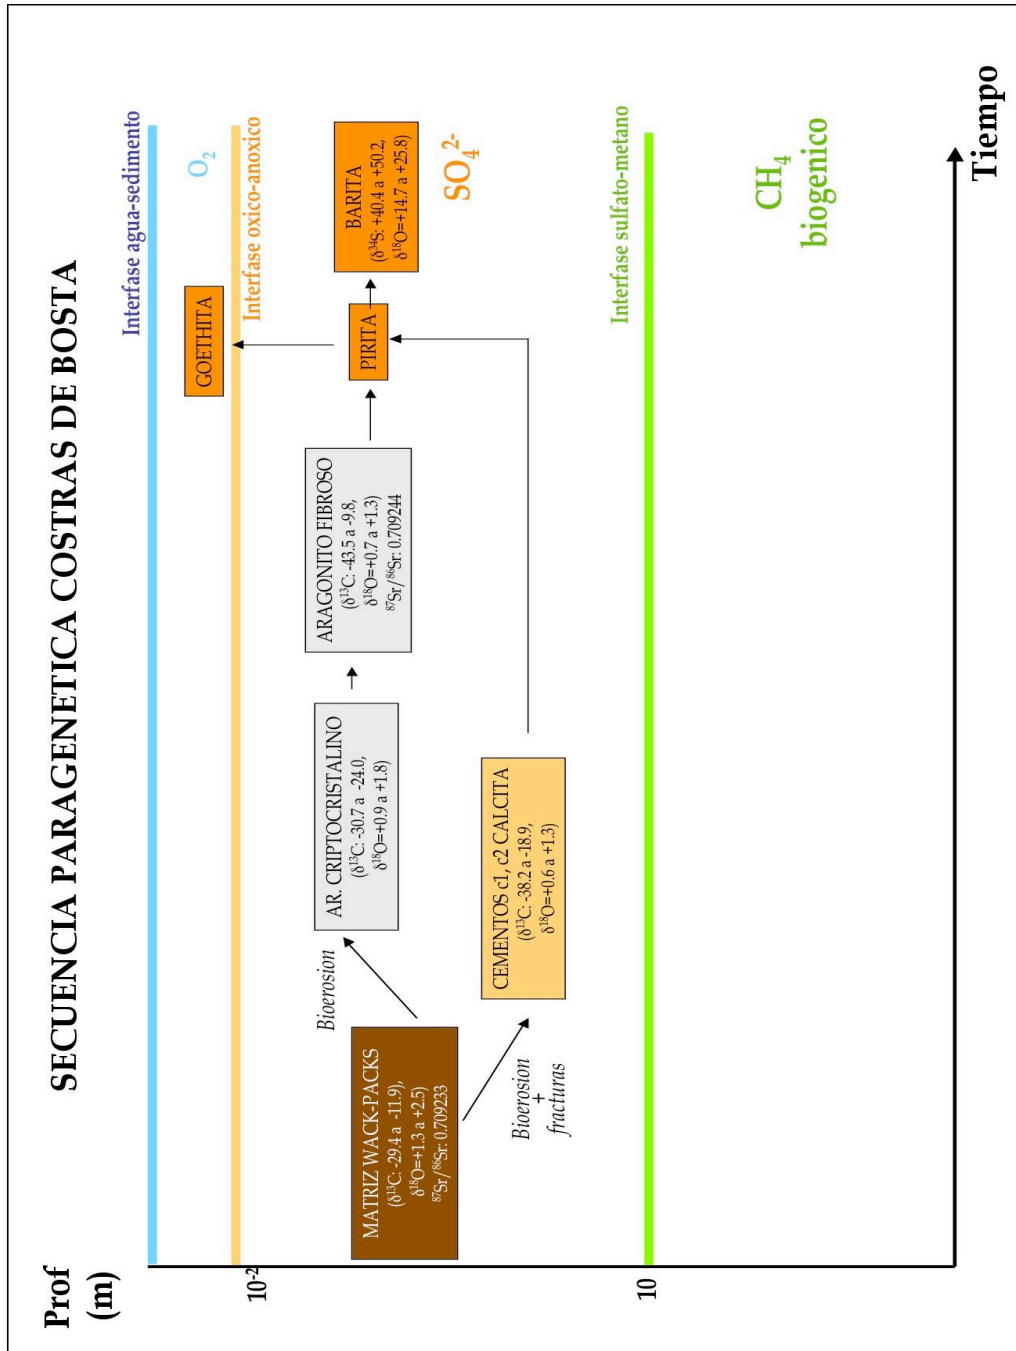 SECUENCIA PARAGENETICA COSTRAS DE BOSTA
Prof
(m)
Interfase agua-sedimento
O₂
GOETHITA
Interfase oxico-anoxico
10⁻²
MATRIZ WACK-PACKS
(δ¹³C: -29.4 a -11.9),
δ¹⁸O=+1.3 a +2.5)
⁸⁷Sr/⁸⁶Sr: 0.709233
Bioerosion
AR. CRIPTOCRISTALINO
(δ¹³C: -30.7 a -24.0,
δ¹⁸O=+0.9 a +1.8)
ARAGONITO FIBROSO
(δ¹³C: -43.5 a -9.8,
δ¹⁸O=+0.7 a +1.3)
⁸⁷Sr/⁸⁶Sr: 0.709244
PIRITA
BARITA
(δ³⁴S: +40.4 a +50.2,
δ¹⁸O=+14.7 a +25.8)
SO₄²⁻
Bioerosion
+
fracturas
CEMENTOS c1, c2 CALCITA
(δ¹³C: -38.2 a -18.9,
δ¹⁸O=+0.6 a +1.3)
Interfase sulfato-metano
10
CH₄
biogenico
Tiempo